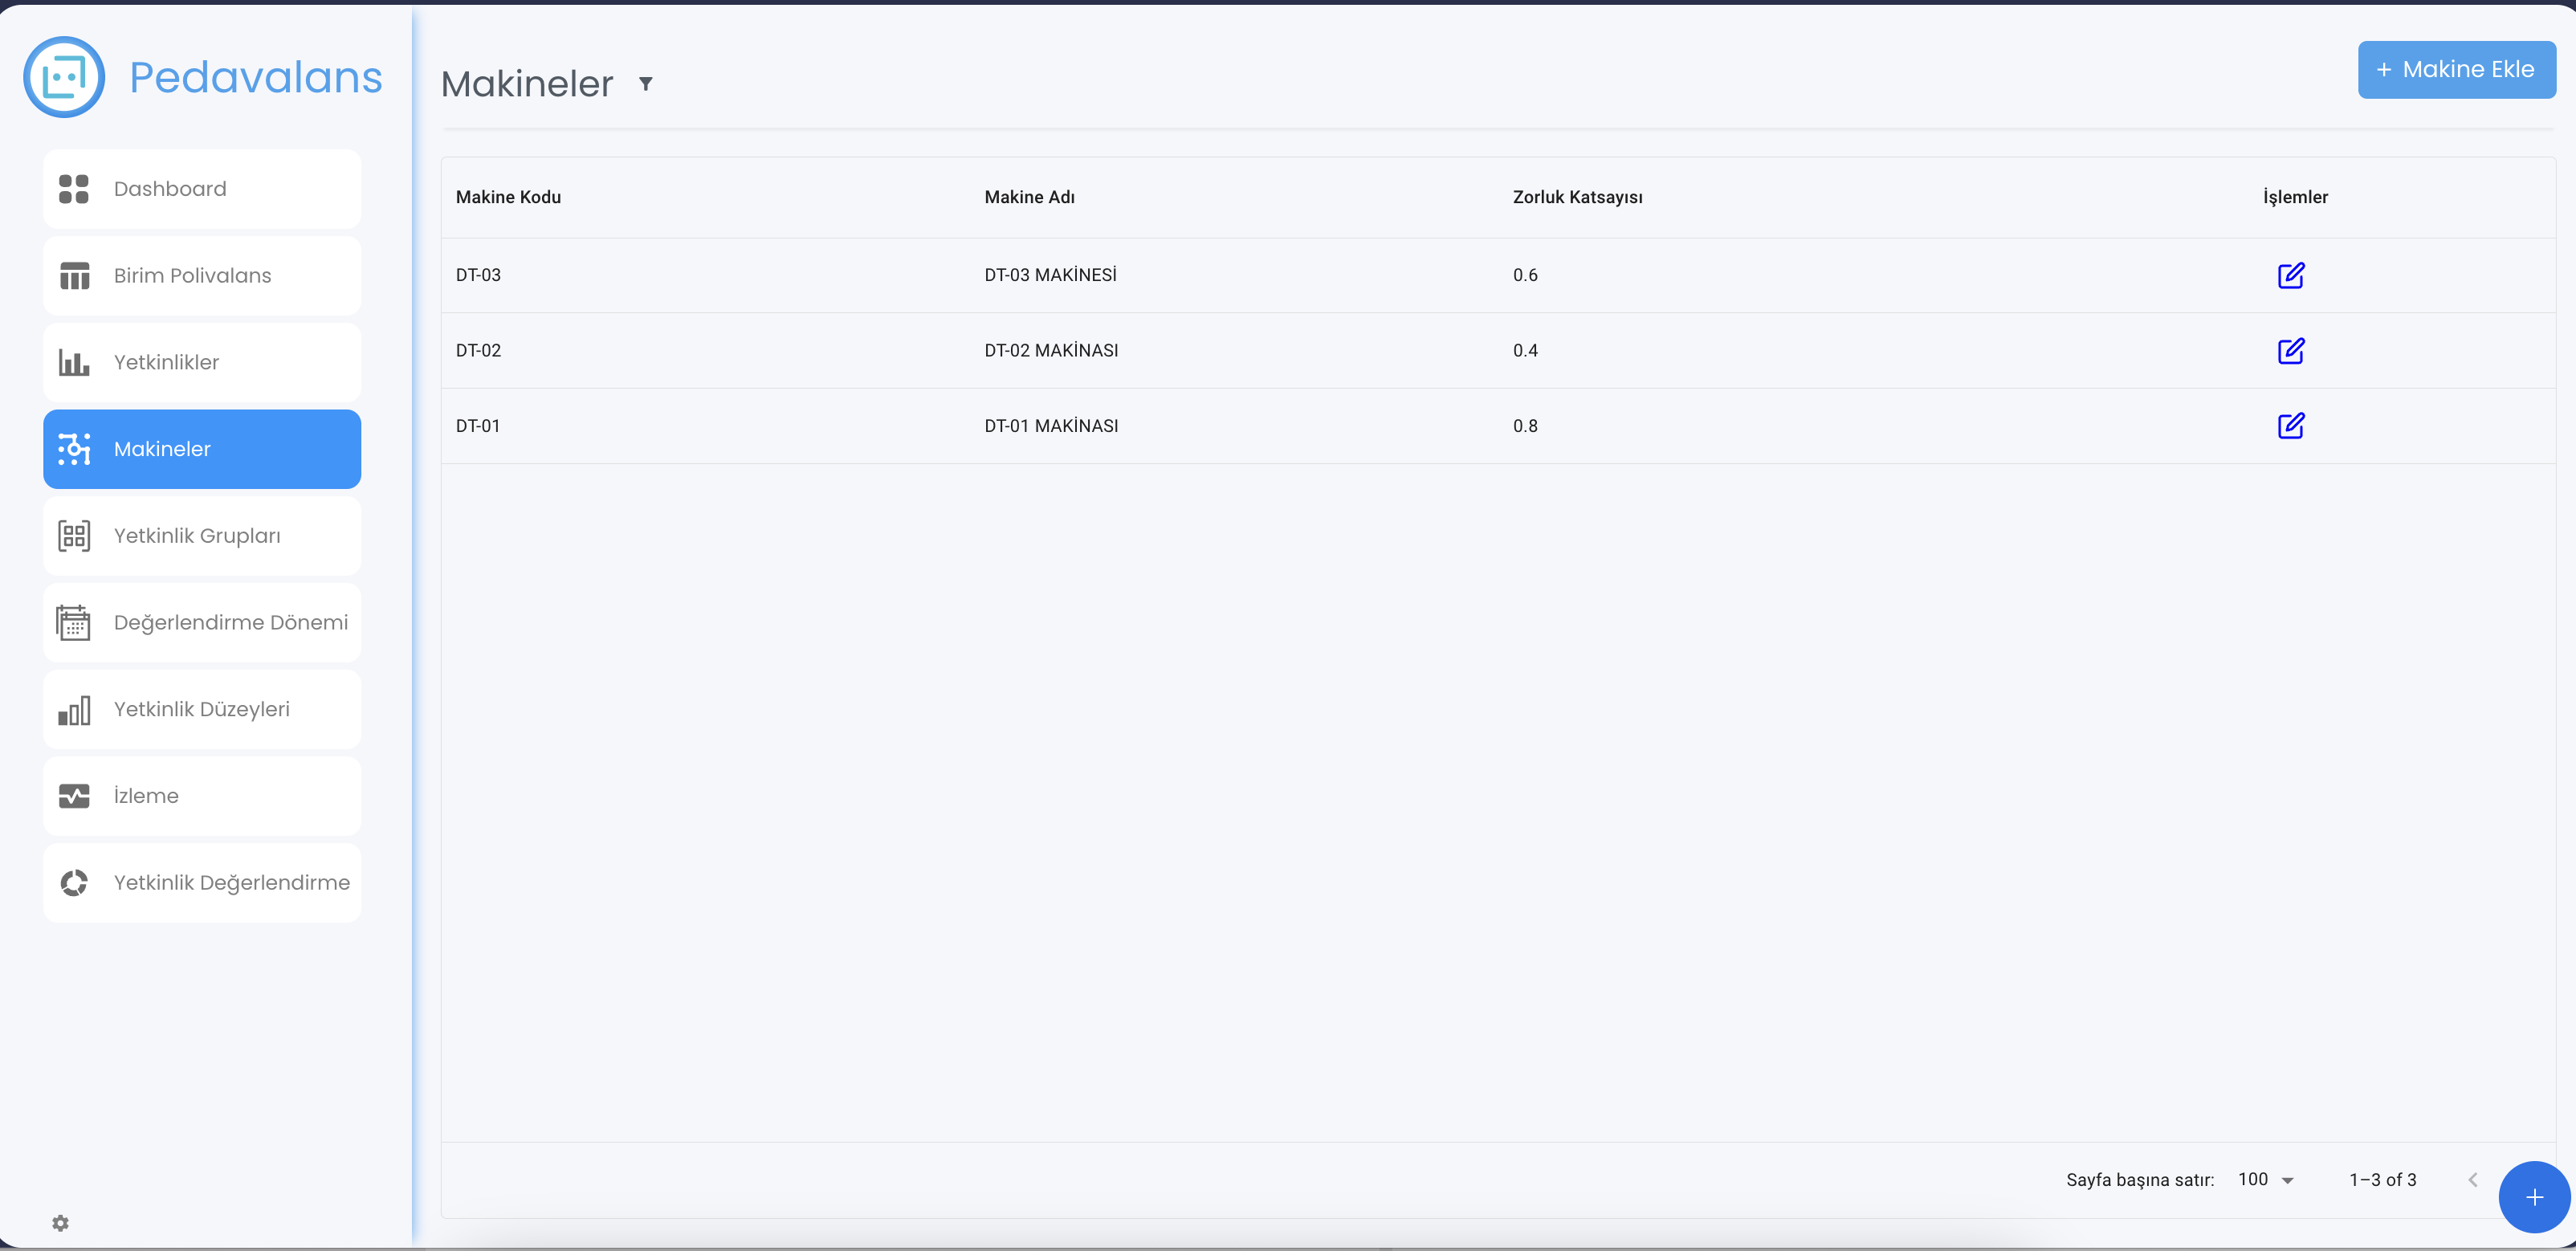 Pedavalans
Dashboard
Birim Polivalans
Yetkinlikler
Makineler
Yetkinlik Grupları
Değerlendirme Dönemi
Yetkinlik Düzeyleri
İzleme
Yetkinlik Değerlendirme
Makineler
+ Makine Ekle
Makine Kodu Makine Adı Zorluk Katsayısı İşlemler
DT-03 DT-03 MAKİNESİ 0.6
DT-02 DT-02 MAKİNASI 0.4
DT-01 DT-01 MAKİNASI 0.8
Sayfa başına satır: 100 1–3 of 3